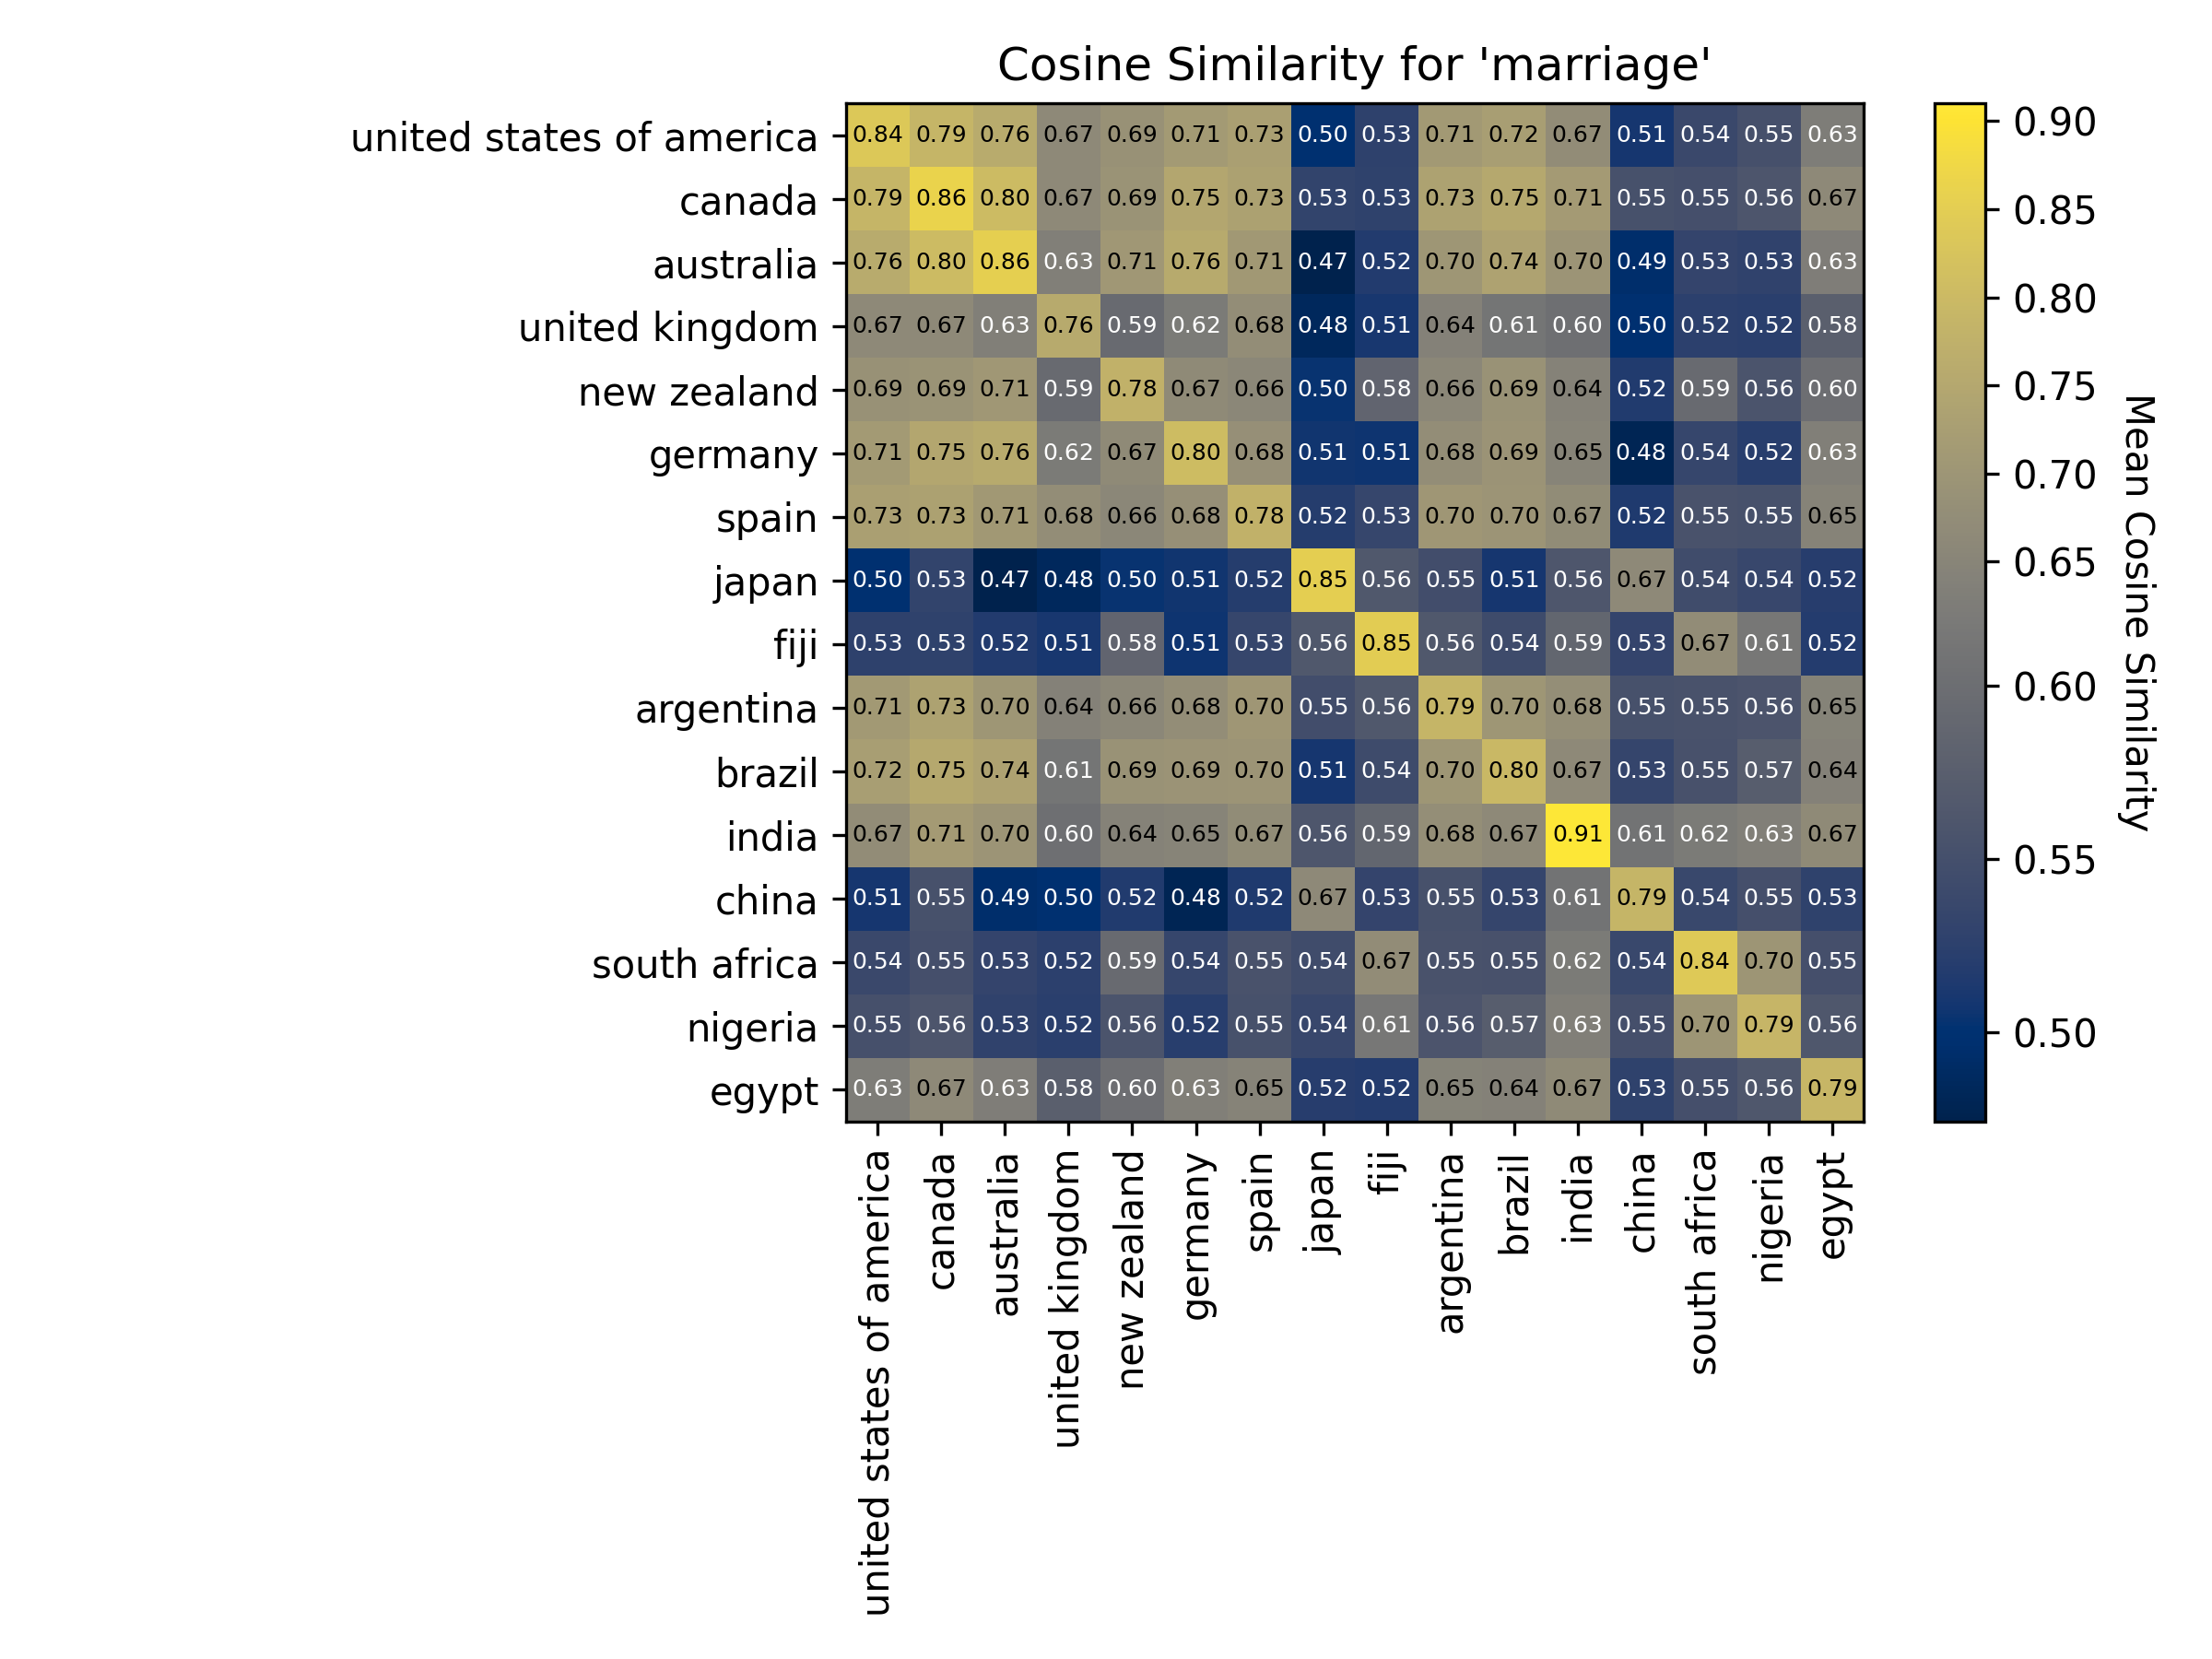 Cosine Similarity for 'marriage'
united states of america 0.84 0.79 0.76 0.67 0.69 0.71 0.73 0.50 0.53 0.71 0.72 0.67 0.51 0.54 0.55 0.63
canada 0.79 0.86 0.80 0.67 0.69 0.75 0.73 0.53 0.53 0.73 0.75 0.71 0.55 0.55 0.56 0.67
australia 0.76 0.80 0.86 0.63 0.71 0.76 0.71 0.47 0.52 0.70 0.74 0.70 0.49 0.53 0.53 0.63
united kingdom 0.67 0.67 0.63 0.76 0.59 0.62 0.68 0.48 0.51 0.64 0.61 0.60 0.50 0.52 0.52 0.58
new zealand 0.69 0.69 0.71 0.59 0.78 0.67 0.66 0.50 0.58 0.66 0.69 0.64 0.52 0.59 0.56 0.60
germany 0.71 0.75 0.76 0.62 0.67 0.80 0.68 0.51 0.51 0.68 0.69 0.65 0.48 0.54 0.52 0.63
spain 0.73 0.73 0.71 0.68 0.66 0.68 0.78 0.52 0.53 0.70 0.70 0.67 0.52 0.55 0.55 0.65
japan 0.50 0.53 0.47 0.48 0.50 0.51 0.52 0.85 0.56 0.55 0.51 0.56 0.67 0.54 0.54 0.52
fiji 0.53 0.53 0.52 0.51 0.58 0.51 0.53 0.56 0.85 0.56 0.54 0.59 0.53 0.67 0.61 0.52
argentina 0.71 0.73 0.70 0.64 0.66 0.68 0.70 0.55 0.56 0.79 0.70 0.68 0.55 0.55 0.56 0.65
brazil 0.72 0.75 0.74 0.61 0.69 0.69 0.70 0.51 0.54 0.70 0.80 0.67 0.53 0.55 0.57 0.64
india 0.67 0.71 0.70 0.60 0.64 0.65 0.67 0.56 0.59 0.68 0.67 0.91 0.61 0.62 0.63 0.67
china 0.51 0.55 0.49 0.50 0.52 0.48 0.52 0.67 0.53 0.55 0.53 0.61 0.79 0.54 0.55 0.53
south africa 0.54 0.55 0.53 0.52 0.59 0.54 0.55 0.54 0.67 0.55 0.55 0.62 0.54 0.84 0.70 0.55
nigeria 0.55 0.56 0.53 0.52 0.56 0.52 0.55 0.54 0.61 0.56 0.57 0.63 0.55 0.70 0.79 0.56
egypt 0.63 0.67 0.63 0.58 0.60 0.63 0.65 0.52 0.52 0.65 0.64 0.67 0.53 0.55 0.56 0.79
united states of america
canada
australia
united kingdom
new zealand
germany
spain
japan
fiji
argentina
brazil
india
china
south africa
nigeria
egypt
0.90
0.85
0.80
0.75
0.70
0.65
0.60
0.55
0.50
Mean Cosine Similarity